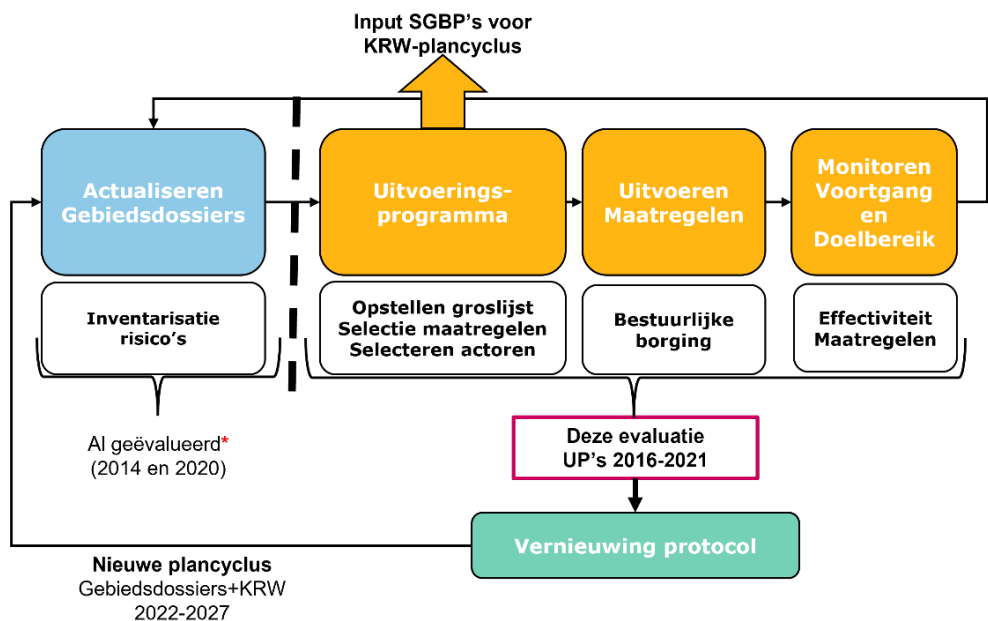 Input SGBP's voor
KRW-plancyclus
Actualiseren
Gebiedsdossiers
Uitvoerings-
programma
Uitvoeren
Maatregelen
Monitoren
Voortgang
en
Doelbereik
Inventarisatie
risico's
Opstellen groslijst
Selectie maatregelen
Selecteren actoren
Bestuurlijke
borging
Effectiviteit
Maatregelen
Al geëvalueerd*
(2014 en 2020)
Deze evaluatie
UP's 2016-2021
Vernieuwing protocol
Nieuwe plancyclus
Gebiedsdossiers+KRW
2022-2027